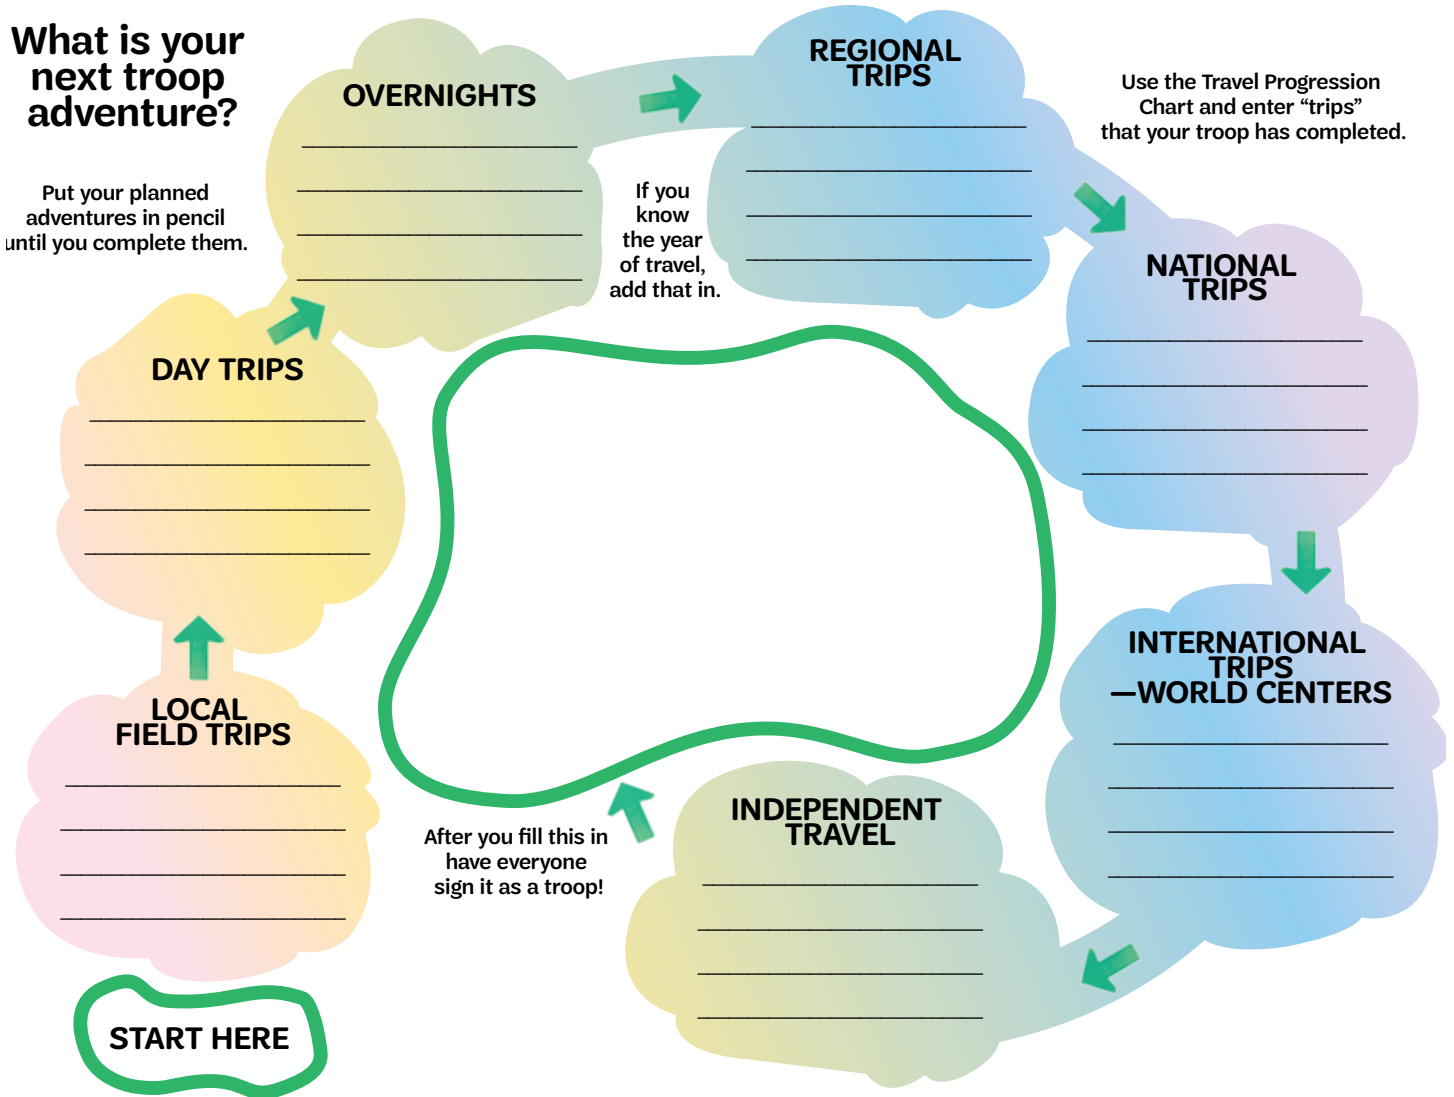 What is your
next troop
adventure?
Put your planned
adventures in pencil
until you complete them.
OVERNIGHTS
REGIONAL
TRIPS
Use the Travel Progression
Chart and enter “trips”
that your troop has completed.
If you
know
the year
of travel,
add that in.
NATIONAL
TRIPS
DAY TRIPS
INTERNATIONAL
TRIPS
—WORLD CENTERS
LOCAL
FIELD TRIPS
INDEPENDENT
TRAVEL
After you fill this in
have everyone
sign it as a troop!
START HERE